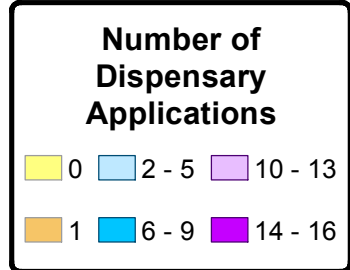 Number of
Dispensary
Applications
0 2 - 5 10 - 13
1 6 - 9 14 - 16